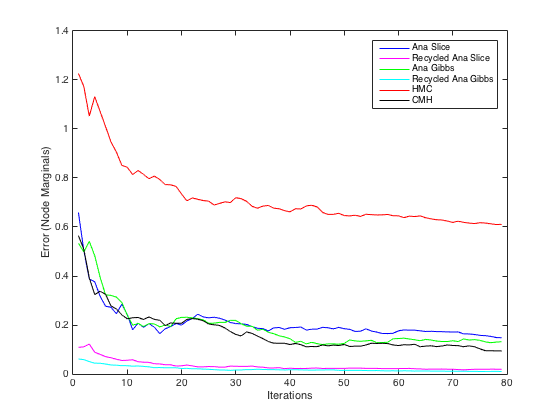 1.4
1.2
1
0.8
0.6
0.4
0.2
0
0 10 20 30 40 50 60 70 80
Error (Node Marginals)
Iterations
Ana Slice
Recycled Ana Slice
Ana Gibbs
Recycled Ana Gibbs
HMC
CMH